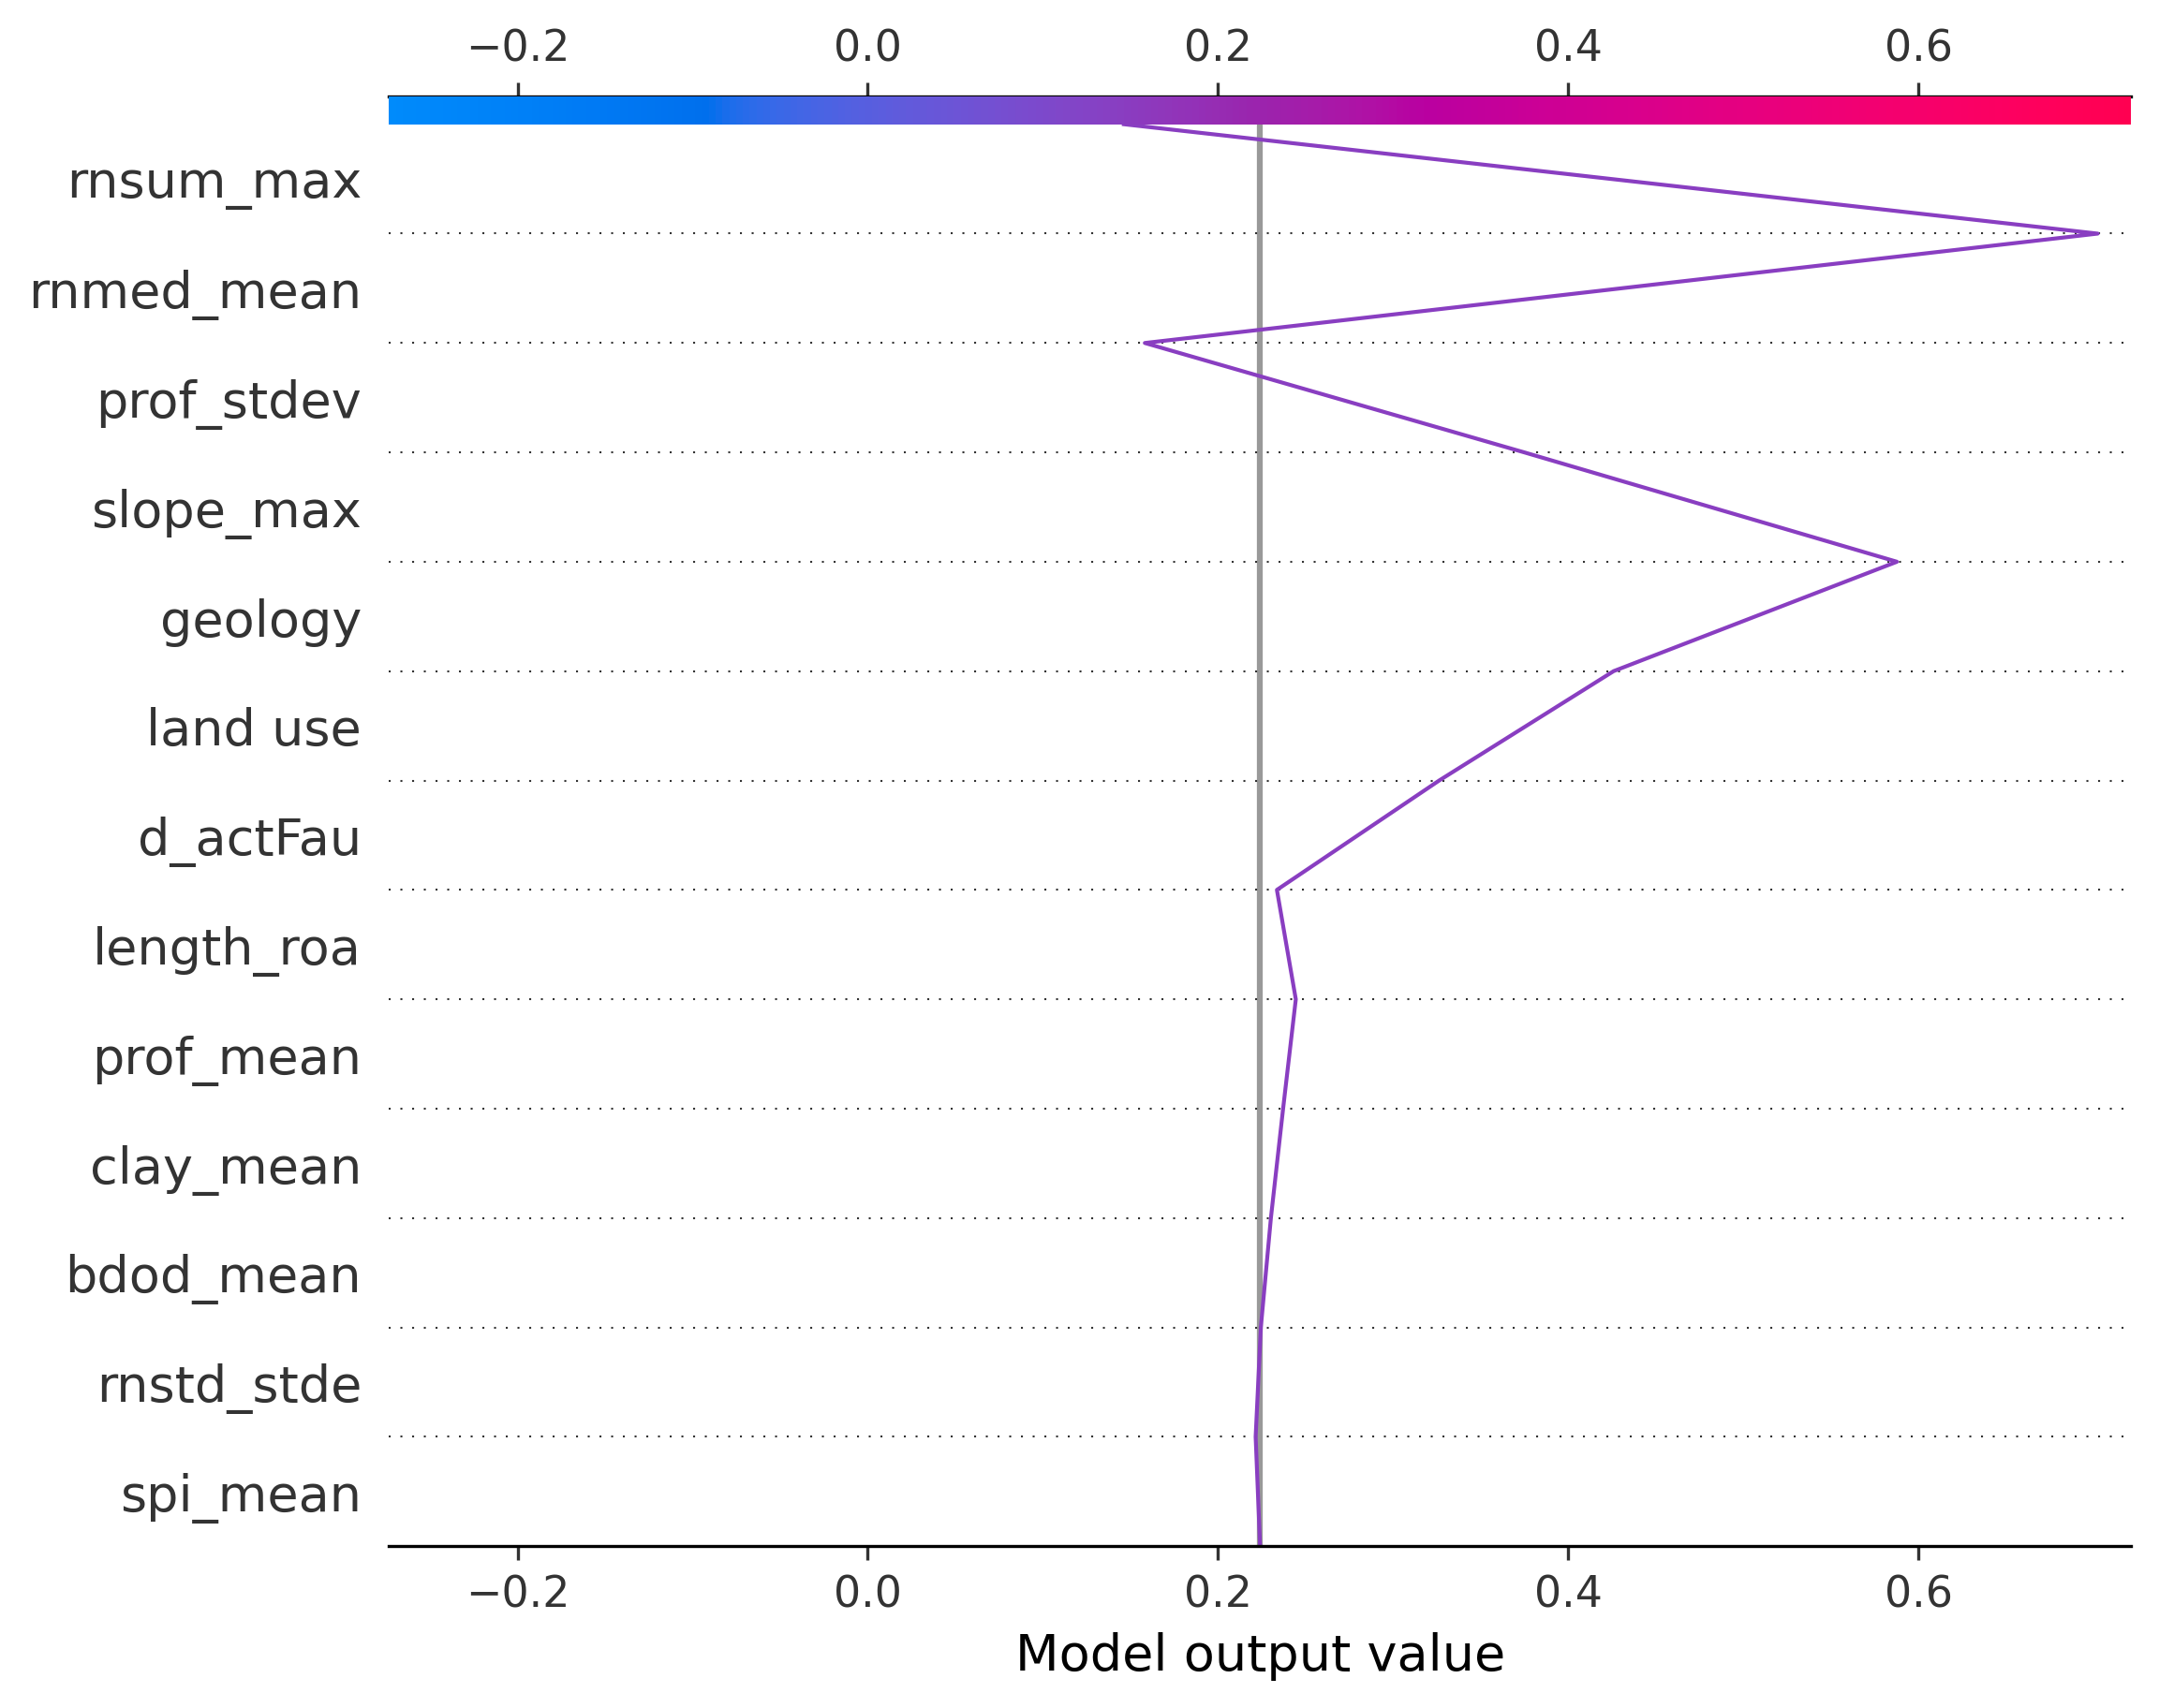 −0.2 0.0 0.2 0.4 0.6
rnsum_max
rnmed_mean
prof_stdev
slope_max
geology
land use
d_actFau
length_roa
prof_mean
clay_mean
bdod_mean
rnstd_stde
spi_mean
−0.2 0.0 0.2 0.4 0.6
Model output value